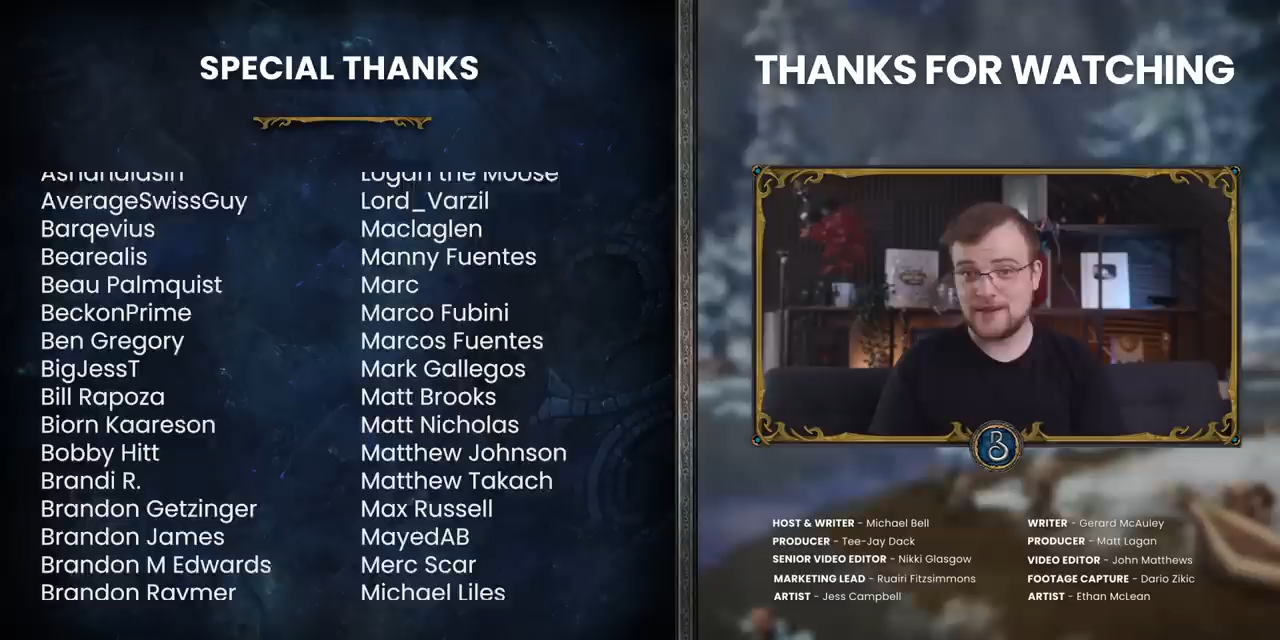 SPECIAL THANKS
AverageSwissGuy
Barqevius
Bearealis
Beau Palmquist
BeckonPrime
Ben Gregory
BigJessT
Bill Rapoza
Biorn Kaareson
Bobby Hitt
Brandi R.
Brandon Getzinger
Brandon James
Brandon M Edwards
Brandon Raymer
Logan the Moose
Lord_Varzil
Maclaglen
Manny Fuentes
Marc
Marco Fubini
Marcos Fuentes
Mark Gallegos
Matt Brooks
Matt Nicholas
Matthew Johnson
Matthew Takach
Max Russell
MayedAB
Merc Scar
Michael Liles
THANKS FOR WATCHING
B
HOST & WRITER - Michael Bell
PRODUCER - Tee-Jay Dack
SENIOR VIDEO EDITOR - Nikki Glasgow
MARKETING LEAD - Ruairi Fitzsimmons
ARTIST - Jess Campbell
WRITER - Gerard McAuley
PRODUCER - Matt Lagan
VIDEO EDITOR - John Matthews
FOOTAGE CAPTURE - Dario Zikic
ARTIST - Ethan McLean